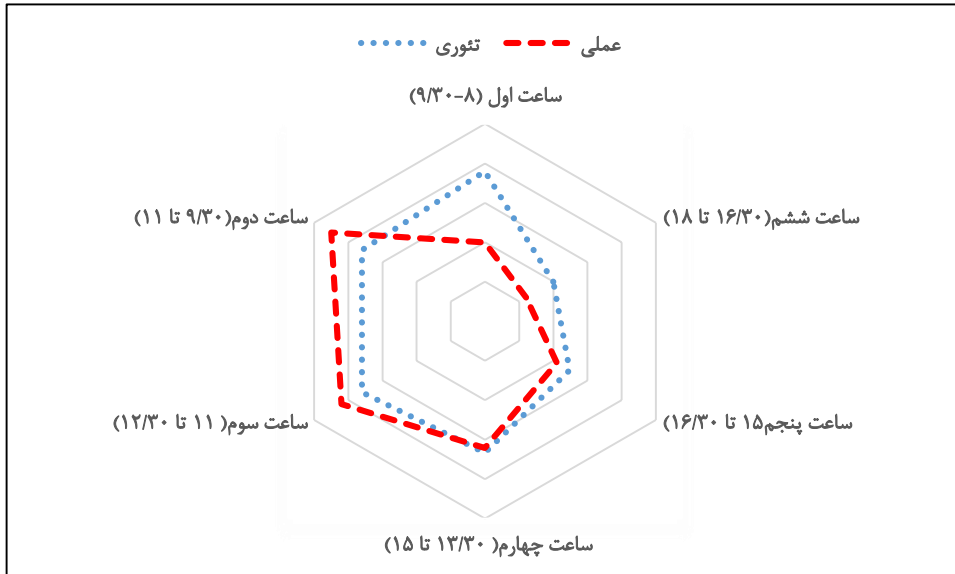 عملی تئوری
ساعت اول (۸-۹/۳۰)
ساعت ششم(۱۶/۳۰ تا ۱۸)
ساعت دوم(۹/۳۰ تا ۱۱)
ساعت پنجم۱۵ تا ۱۶/۳۰)
ساعت سوم( ۱۱ تا ۱۲/۳۰)
ساعت چهارم( ۱۳/۳۰ تا ۱۵)